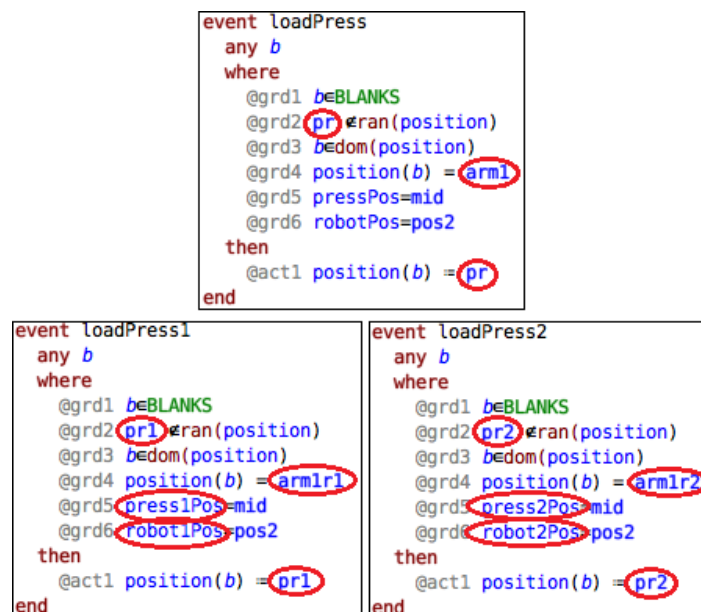 event loadPress
any b
where
@grd1 b∈BLANKS
@grd2 pr ∉ran(position)
@grd3 b∈dom(position)
@grd4 position(b) = arm1
@grd5 pressPos=mid
@grd6 robotPos=pos2
then
@act1 position(b) ≔ pr
end
event loadPress1
any b
where
@grd1 b∈BLANKS
@grd2 pr1 ∉ran(position)
@grd3 b∈dom(position)
@grd4 position(b) = arm1r1
@grd5 press1Pos=mid
@grd6 robot1Pos=pos2
then
@act1 position(b) ≔ pr1
end
event loadPress2
any b
where
@grd1 b∈BLANKS
@grd2 pr2 ∉ran(position)
@grd3 b∈dom(position)
@grd4 position(b) = arm1r2
@grd5 press2Pos=mid
@grd6 robot2Pos=pos2
then
@act1 position(b) ≔ pr2
end